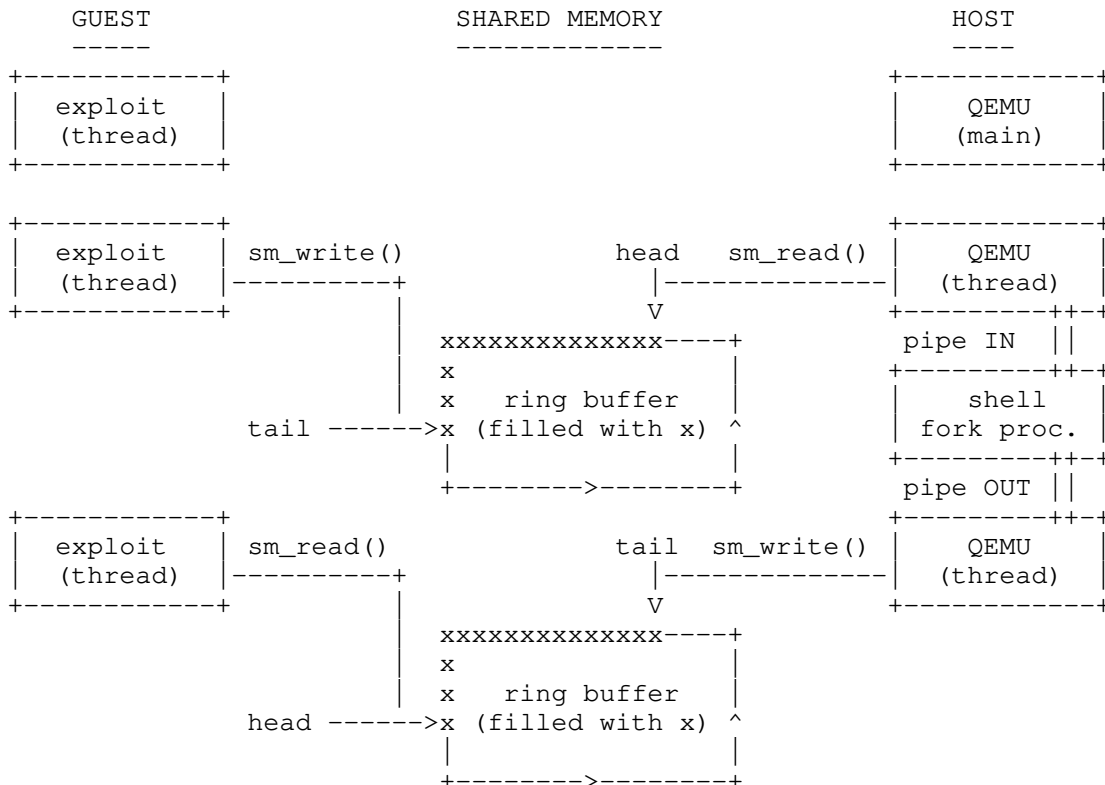 GUEST SHARED MEMORY HOST
exploit QEMU
(thread) (main)
exploit sm_write() head sm_read() QEMU
(thread) (thread)
V
xxxxxxxxxxxxxx----+ pipe IN
x
x ring buffer shell
tail ------>x (filled with x) ^ fork proc.
+-------->--------+ pipe OUT
exploit sm_read() tail sm_write() QEMU
(thread) (thread)
V
xxxxxxxxxxxxxx----+
x
x ring buffer
head ------>x (filled with x) ^
+-------->--------+